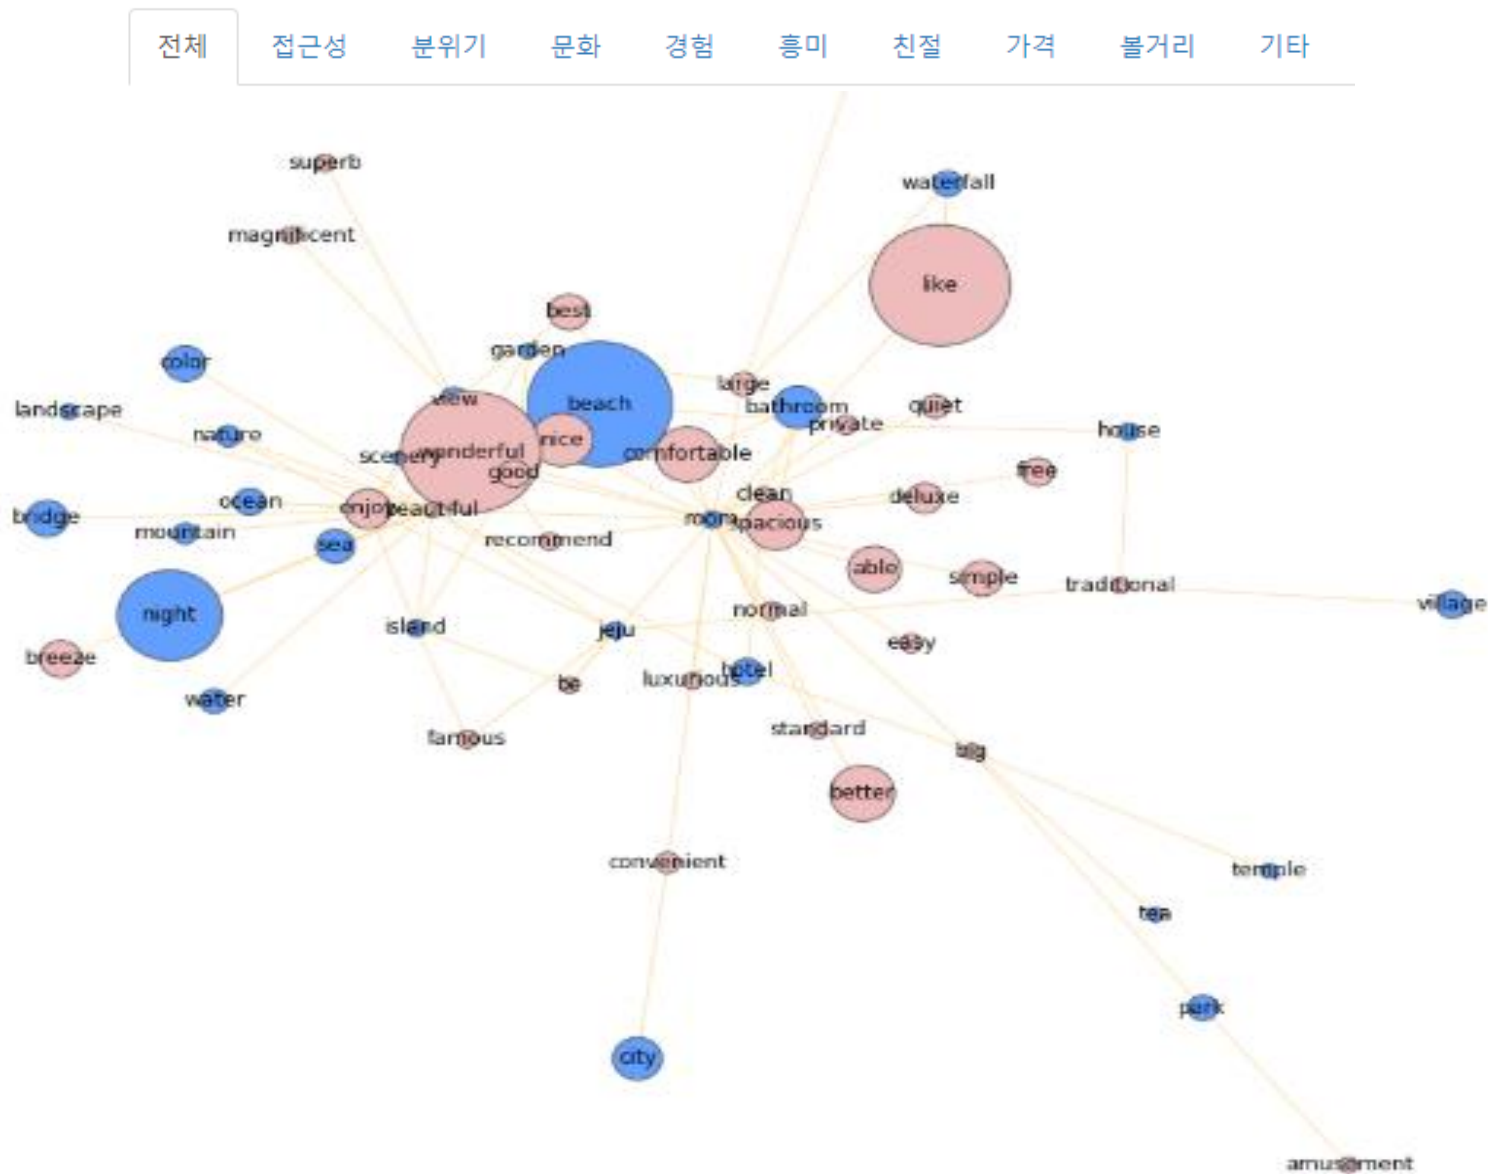 전체 접근성 분위기 문화 경험 흥미 친절 가격 볼거리 기타
superb
waterfall
magnificent
like
best
garden
color
large
view
beach
bathroom
quiet
landscape
private
nature
house
nice
scenery
wonderful
comfortable
good
free
clean
deluxe
ocean
enjoy
beautiful
bridge
room
spacious
mountain
recommend
sea
able
simple
traditional
village
night
normal
island
jeju
easy
breeze
hotel
luxurious
be
water
standard
famous
big
better
convenient
temple
tea
park
city
amusement